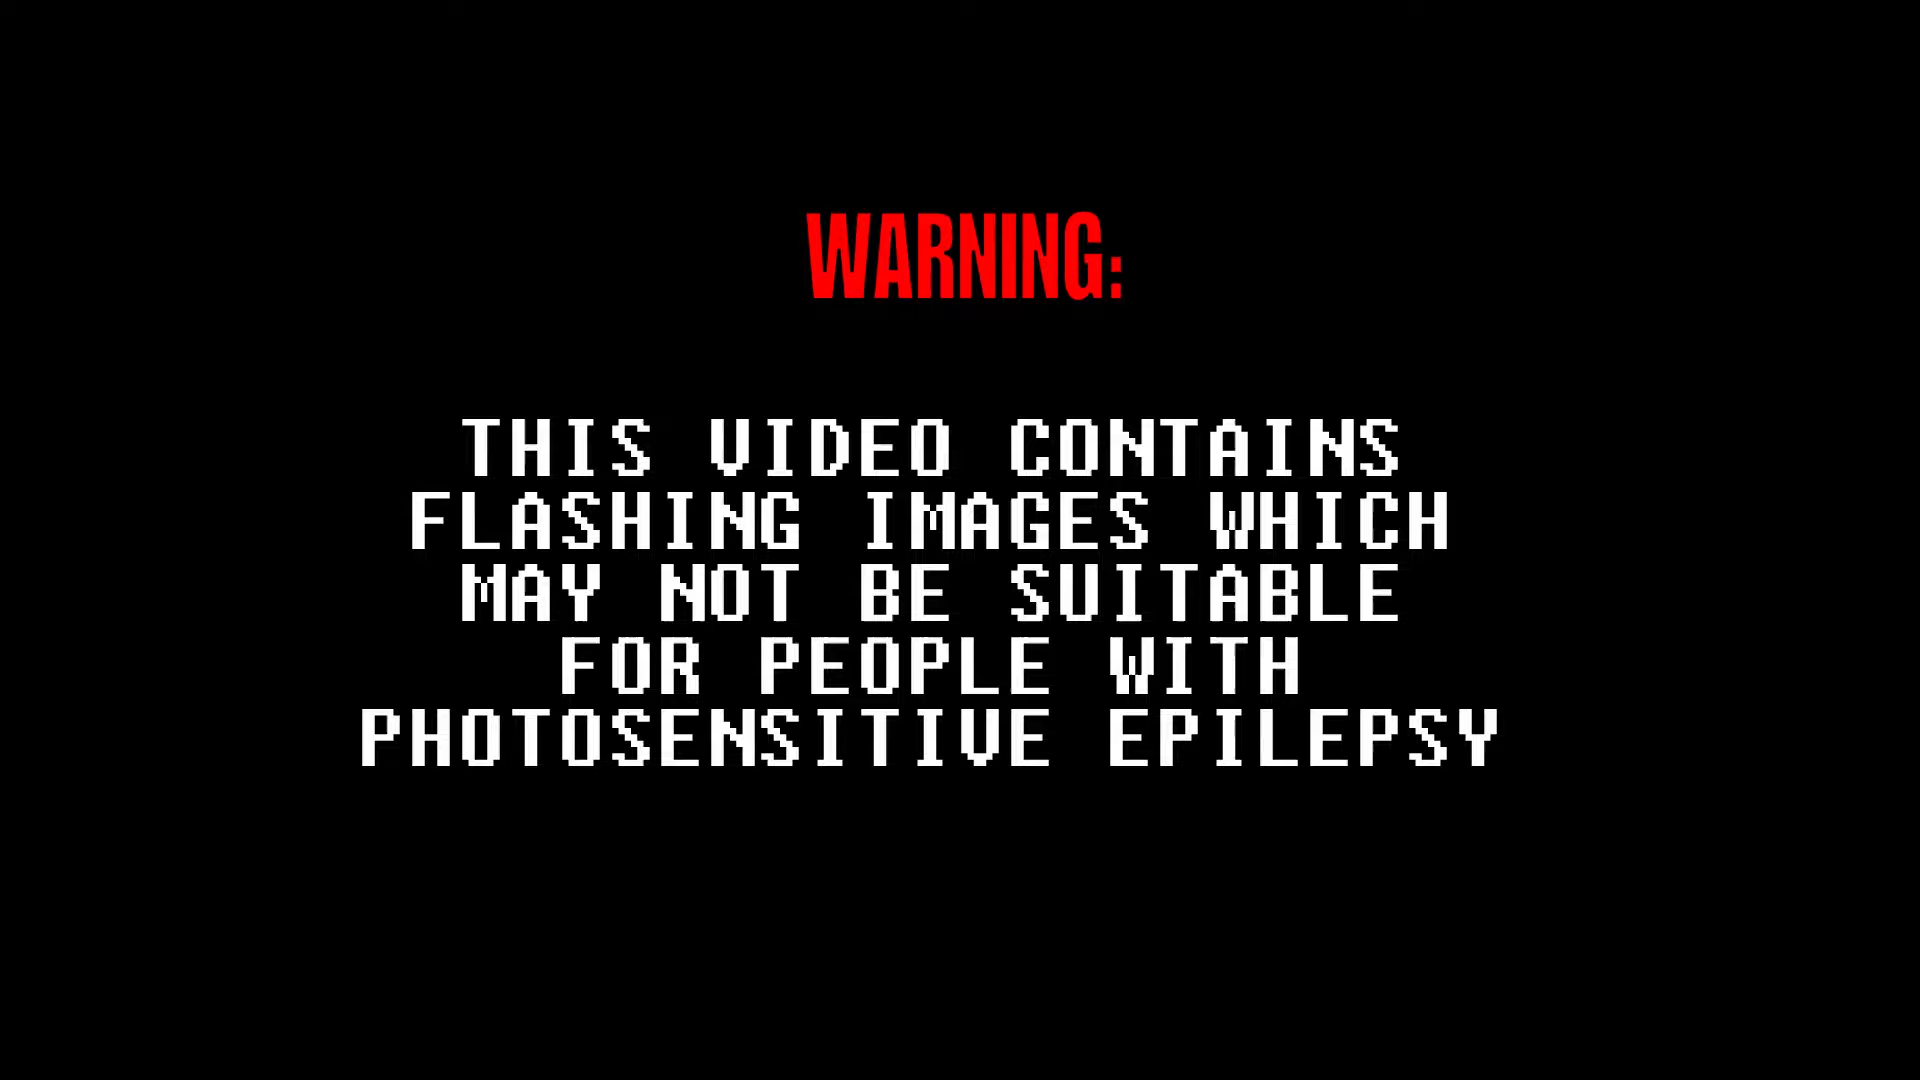 WARNING:
THIS VIDEO CONTAINS
FLASHING IMAGES WHICH
MAY NOT BE SUITABLE
FOR PEOPLE WITH
PHOTOSENSITIVE EPILEPSY